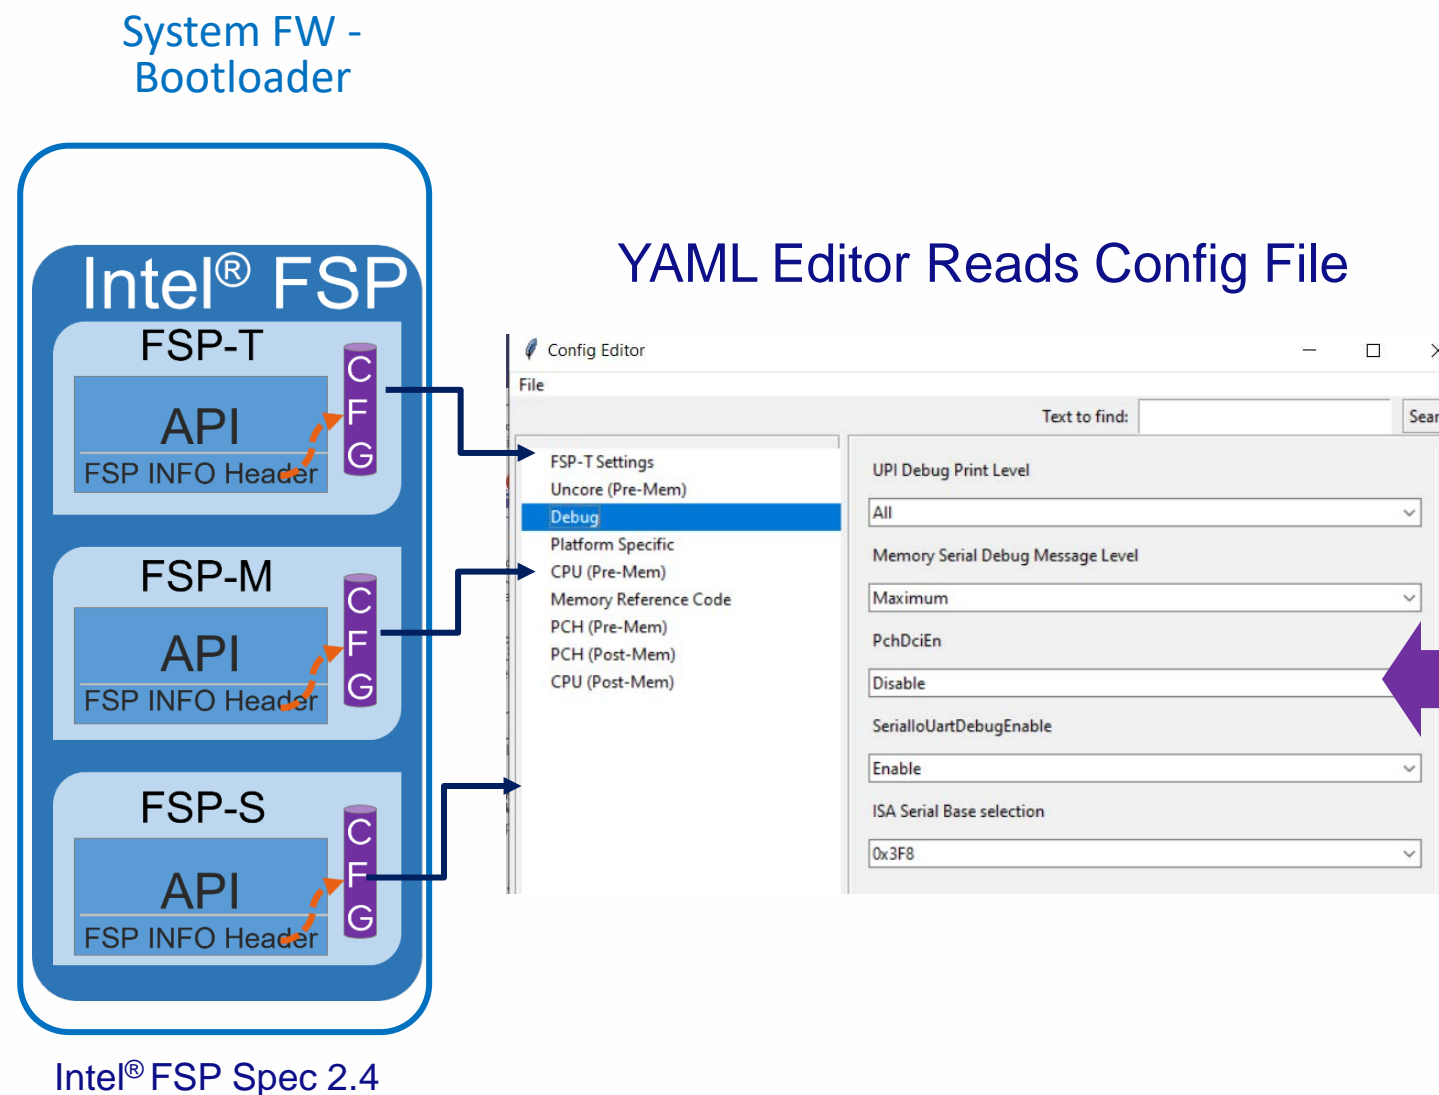 System FW -
Bootloader
Intel® FSP
FSP-T
API
FSP INFO Header
CFG
FSP-M
API
FSP INFO Header
CFG
FSP-S
API
FSP INFO Header
CFG
Intel® FSP Spec 2.4
YAML Editor Reads Config File
Config Editor
File
Text to find:
Sear
FSP-T Settings
Uncore (Pre-Mem)
Debug
Platform Specific
CPU (Pre-Mem)
Memory Reference Code
PCH (Pre-Mem)
PCH (Post-Mem)
CPU (Post-Mem)
UPI Debug Print Level
All
Memory Serial Debug Message Level
Maximum
PchDciEn
Disable
SerialIoUartDebugEnable
Enable
ISA Serial Base selection
0x3F8